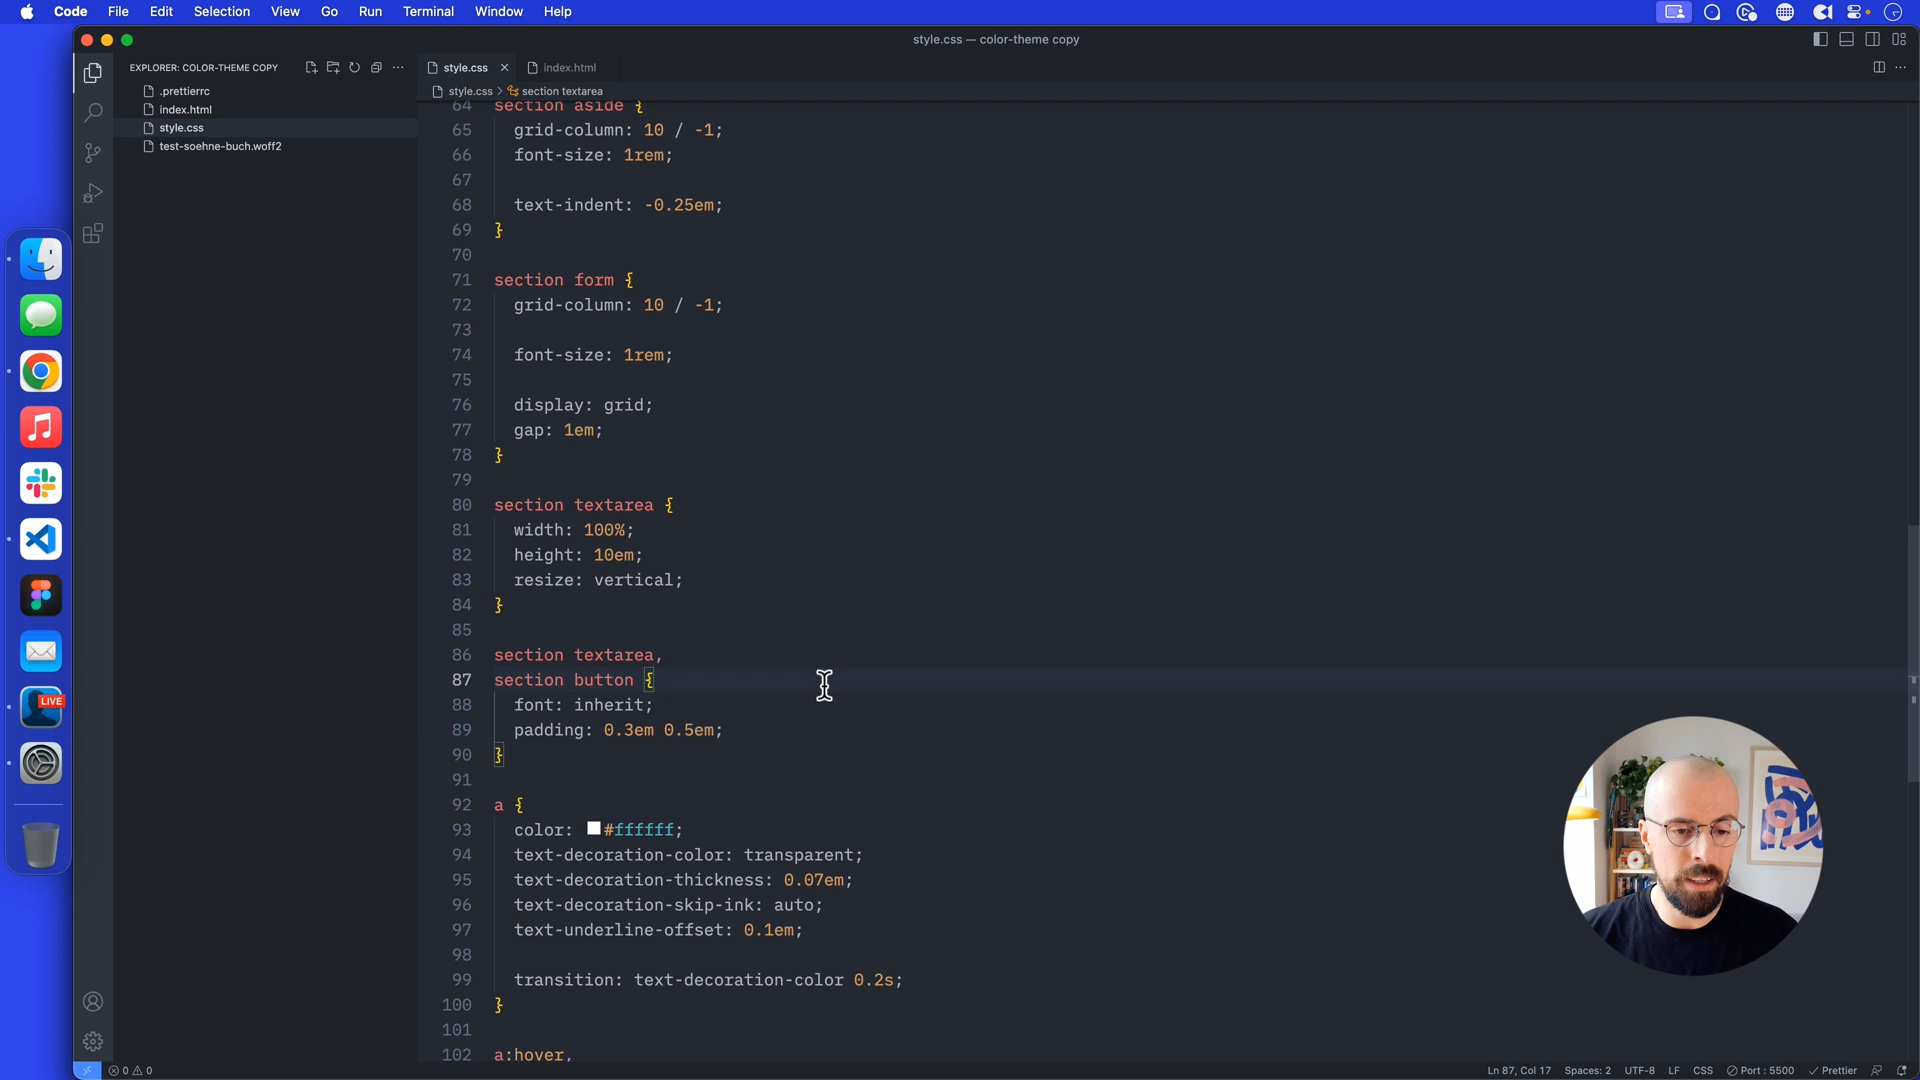 Code File Edit Selection View Go Run Terminal Window Help
style.css — color-theme copy
EXPLORER: COLOR-THEME COPY
.prettierrc
index.html
style.css
test-soehne-buch.woff2
LIVE
style.css index.html
style.css > section textarea
64 section aside {
65 grid-column: 10 / -1;
66 font-size: 1rem;
67
68 text-indent: -0.25em;
69 }
70
71 section form {
72 grid-column: 10 / -1;
73
74 font-size: 1rem;
75
76 display: grid;
77 gap: 1em;
78 }
79
80 section textarea {
81 width: 100%;
82 height: 10em;
83 resize: vertical;
84 }
85
86 section textarea,
87 section button {
88 font: inherit;
89 padding: 0.3em 0.5em;
90 }
91
92 a {
93 color: #ffffff;
94 text-decoration-color: transparent;
95 text-decoration-thickness: 0.07em;
96 text-decoration-skip-ink: auto;
97 text-underline-offset: 0.1em;
98
99 transition: text-decoration-color 0.2s;
100 }
101
102 a:hover,
0 0 Ln 87, Col 17 Spaces: 2 UTF-8 LF CSS Port : 5500 Prettier